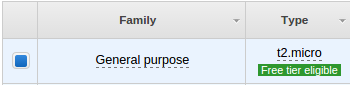 Family Type
General purpose t2.micro
Free tier eligible